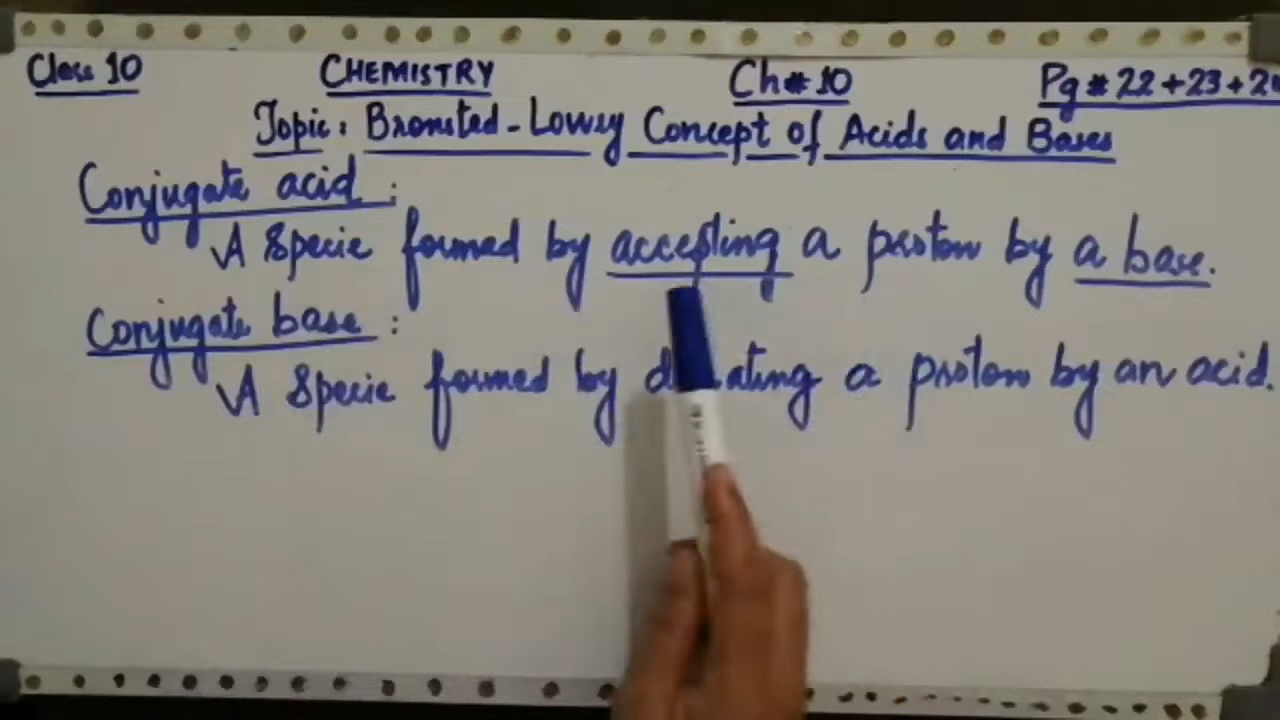 Class 10 CHEMISTRY Ch # 10 Pg # 22 + 23 + 24
Topic: Bronsted - Lowry Concept of Acids and Bases
Conjugate acid :
A Specie formed by accepting a proton by a base.
Conjugate base :
A Specie formed by donating a proton by an acid.